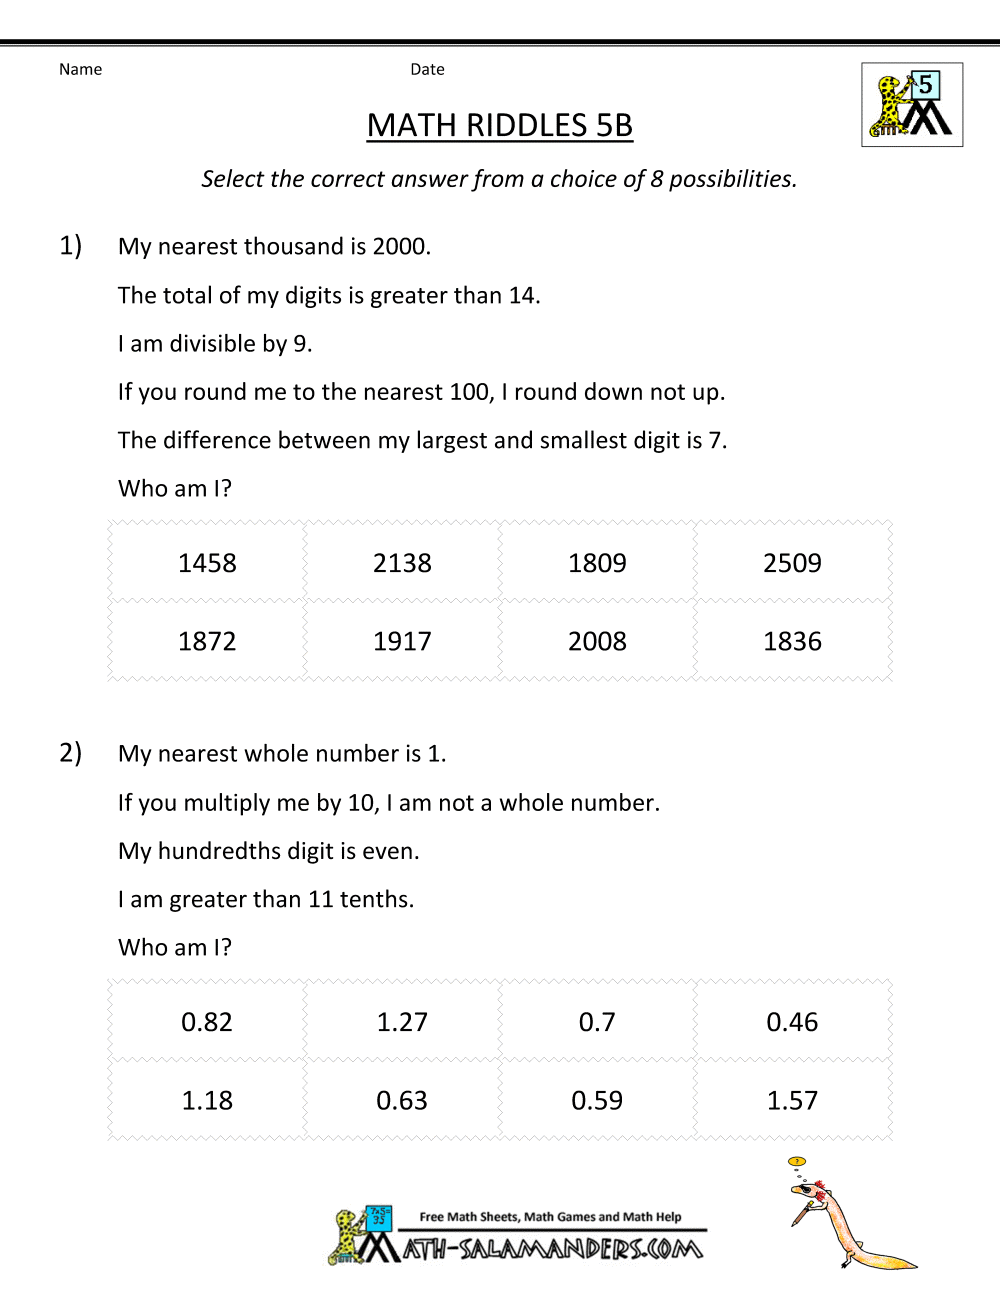 Name Date
5
MATH RIDDLES 5B
Select the correct answer from a choice of 8 possibilities.
1) My nearest thousand is 2000.
The total of my digits is greater than 14.
I am divisible by 9.
If you round me to the nearest 100, I round down not up.
The difference between my largest and smallest digit is 7.
Who am I?
1458 2138 1809 2509
1872 1917 2008 1836
2) My nearest whole number is 1.
If you multiply me by 10, I am not a whole number.
My hundredths digit is even.
I am greater than 11 tenths.
Who am I?
0.82 1.27 0.7 0.46
1.18 0.63 0.59 1.57
?
7x5=
35
Free Math Sheets, Math Games and Math Help
MATH-SALAMANDERS.COM